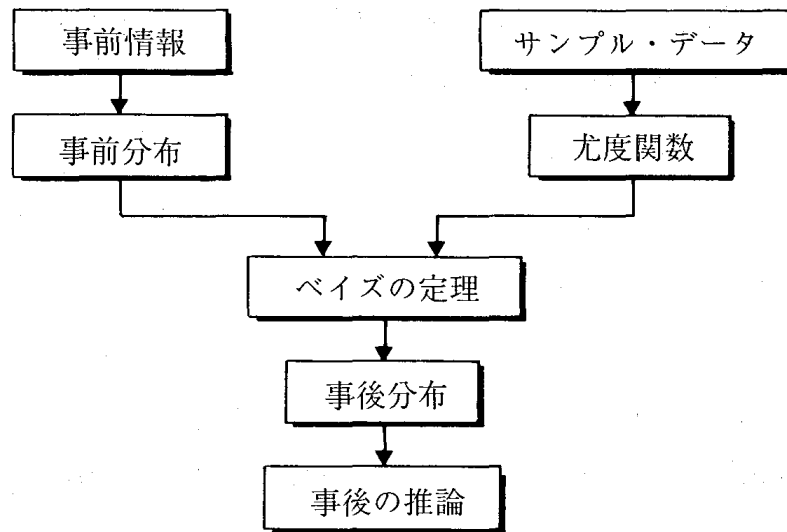 事前情報
サンプル・データ
事前分布
尤度関数
ベイズの定理
事後分布
事後の推論